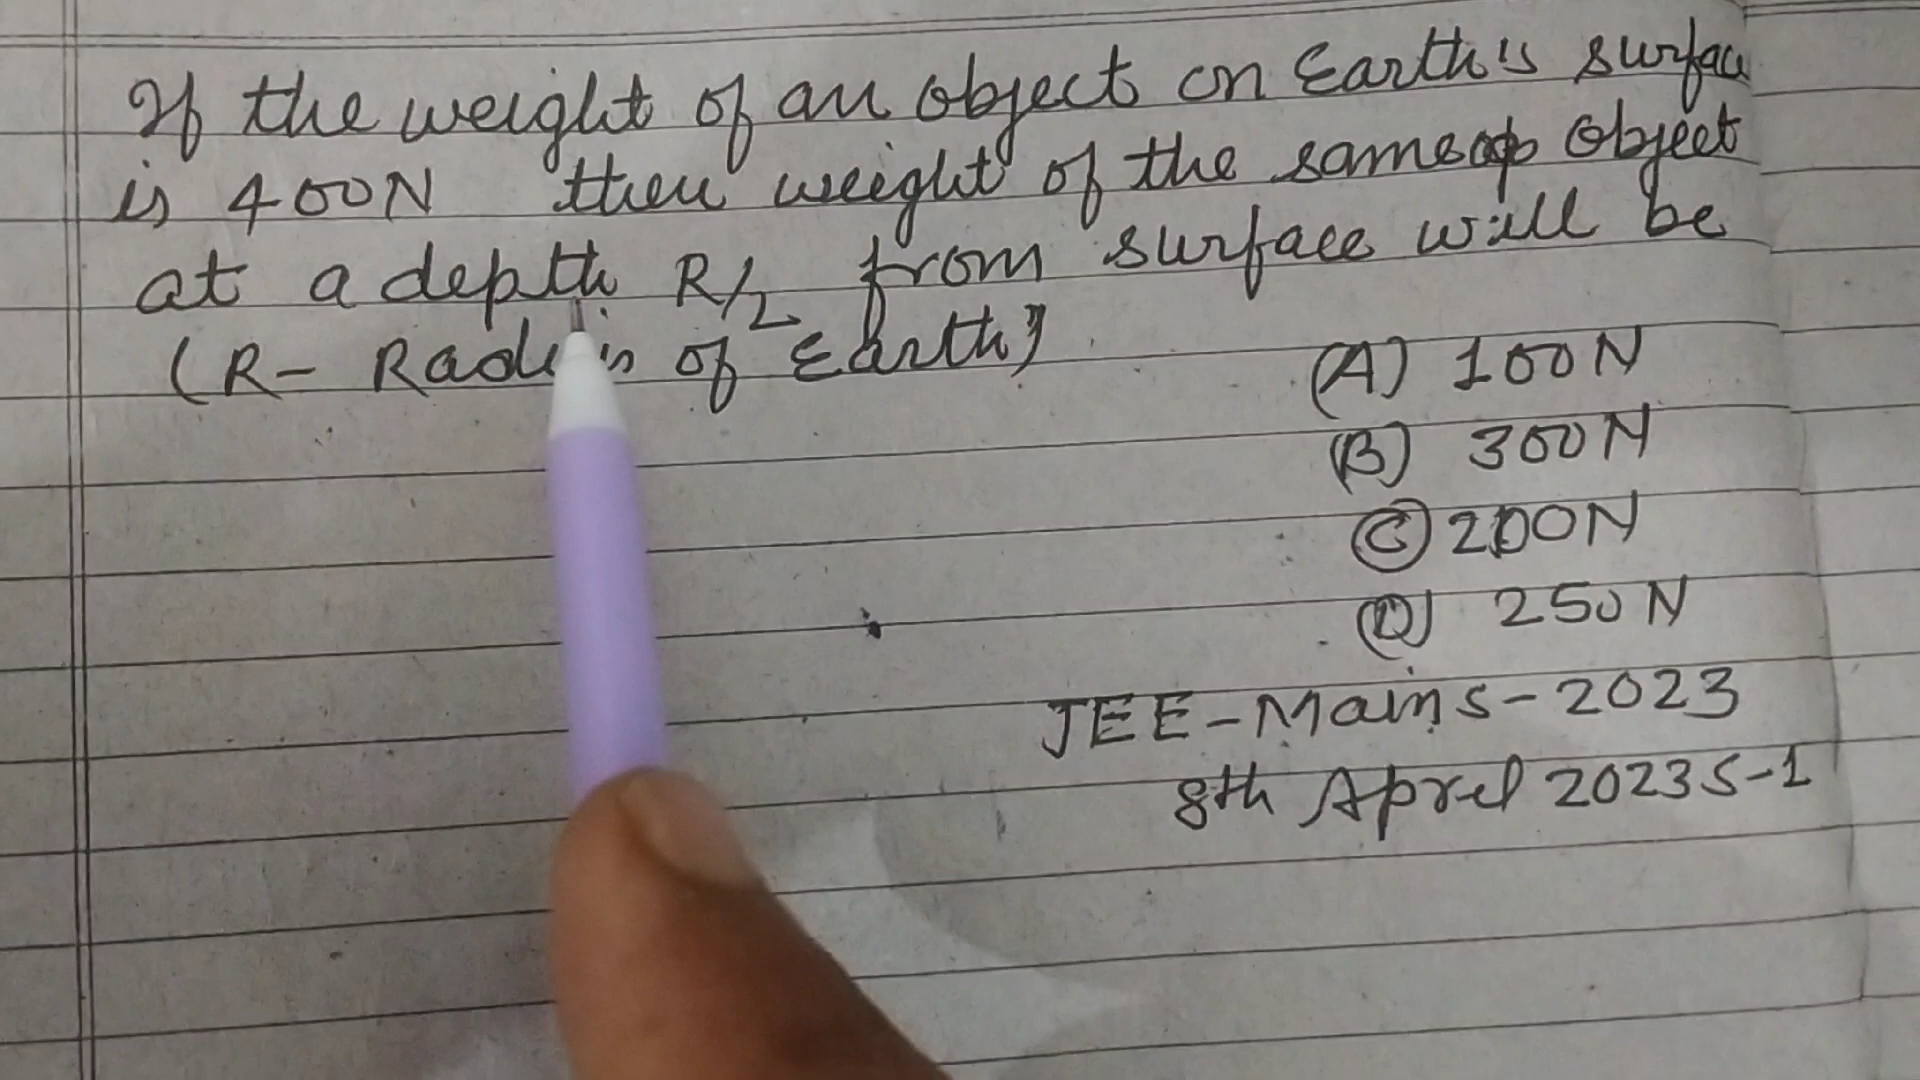 If the weight of an object on Earth's surface
is 400N then weight of the same object
at a depth R/2 from surface will be
(R- Radius of Earth)
(A) 100N
(B) 300N
(C) 200N
(D) 250N
JEE-Mains-2023
8th April 2023 S-1